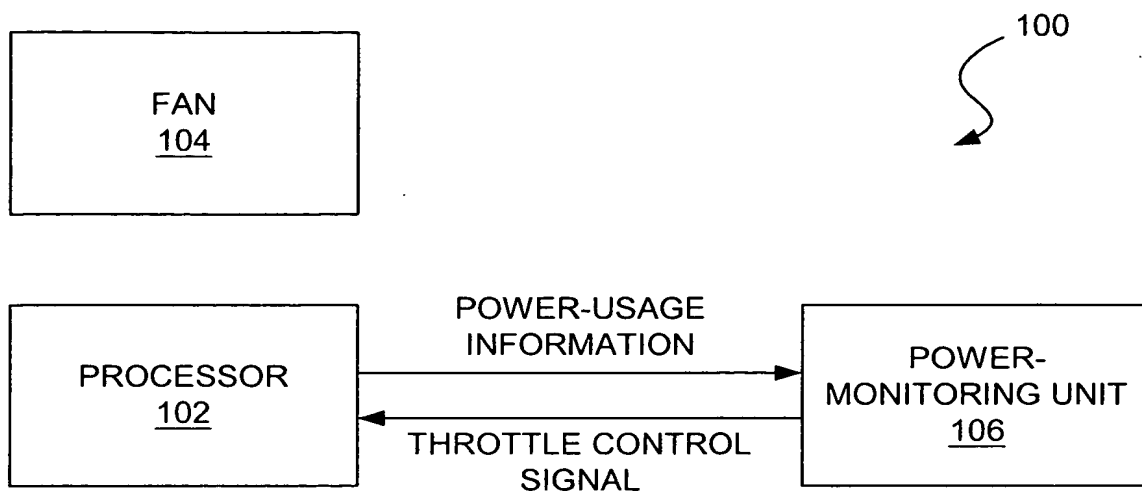 100
FAN
104
POWER-USAGE
INFORMATION
PROCESSOR
102
POWER-
MONITORING UNIT
106
THROTTLE CONTROL
SIGNAL